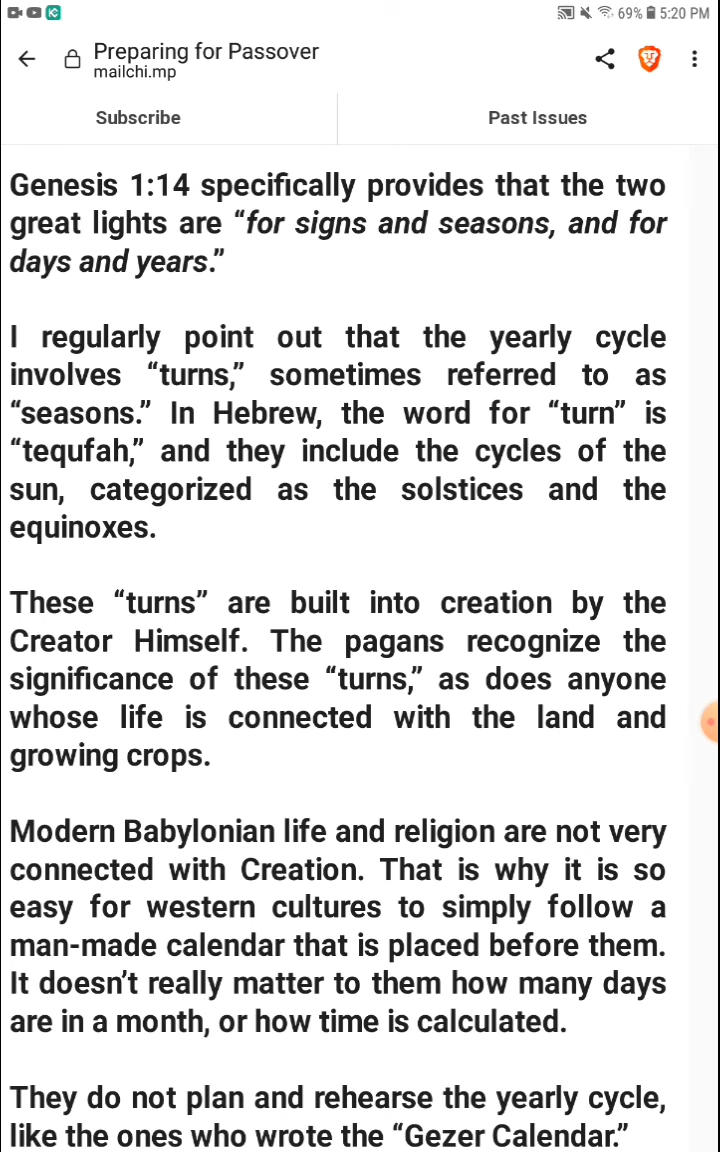 69% 5:20 PM
Preparing for Passover
mailchi.mp
Subscribe Past Issues
Genesis 1:14 specifically provides that the two
great lights are “for signs and seasons, and for
days and years.”
I regularly point out that the yearly cycle
involves “turns,” sometimes referred to as
“seasons.” In Hebrew, the word for “turn” is
“tequfah,” and they include the cycles of the
sun, categorized as the solstices and the
equinoxes.
These “turns” are built into creation by the
Creator Himself. The pagans recognize the
significance of these “turns,” as does anyone
whose life is connected with the land and
growing crops.
Modern Babylonian life and religion are not very
connected with Creation. That is why it is so
easy for western cultures to simply follow a
man-made calendar that is placed before them.
It doesn’t really matter to them how many days
are in a month, or how time is calculated.
They do not plan and rehearse the yearly cycle,
like the ones who wrote the “Gezer Calendar.”